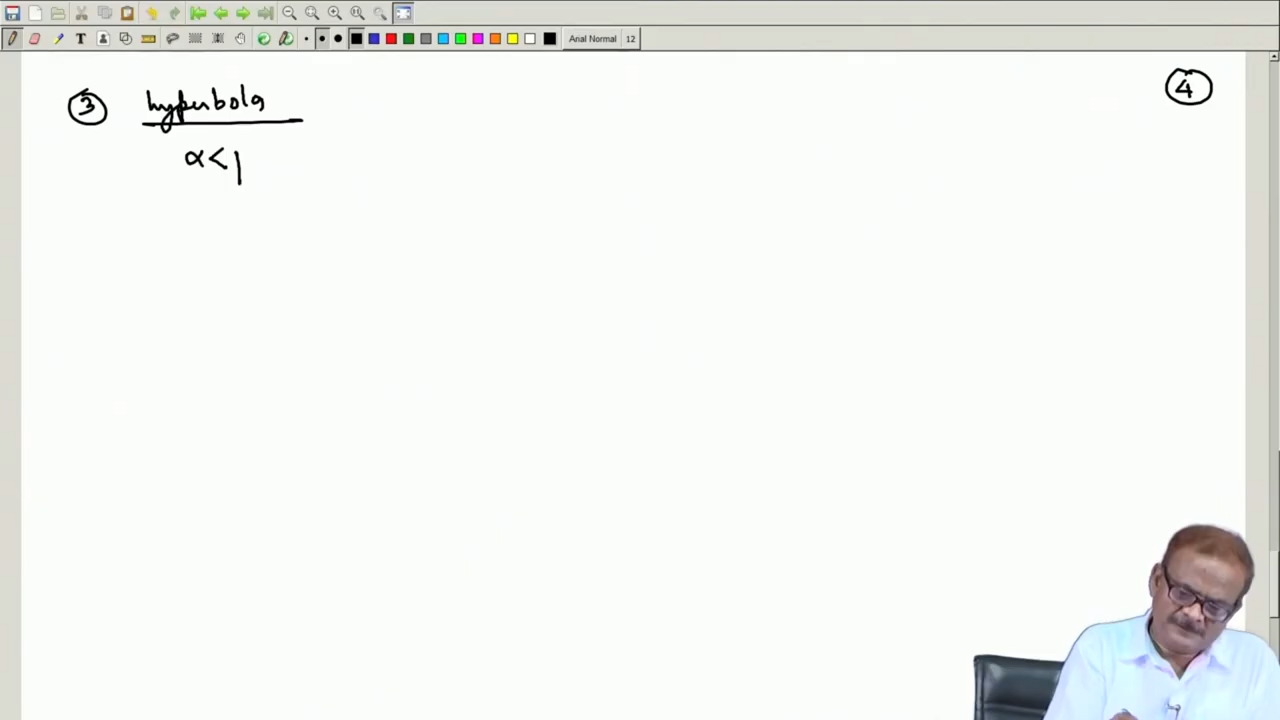 Arial Normal 12
③ hyperbola ④
α < 1